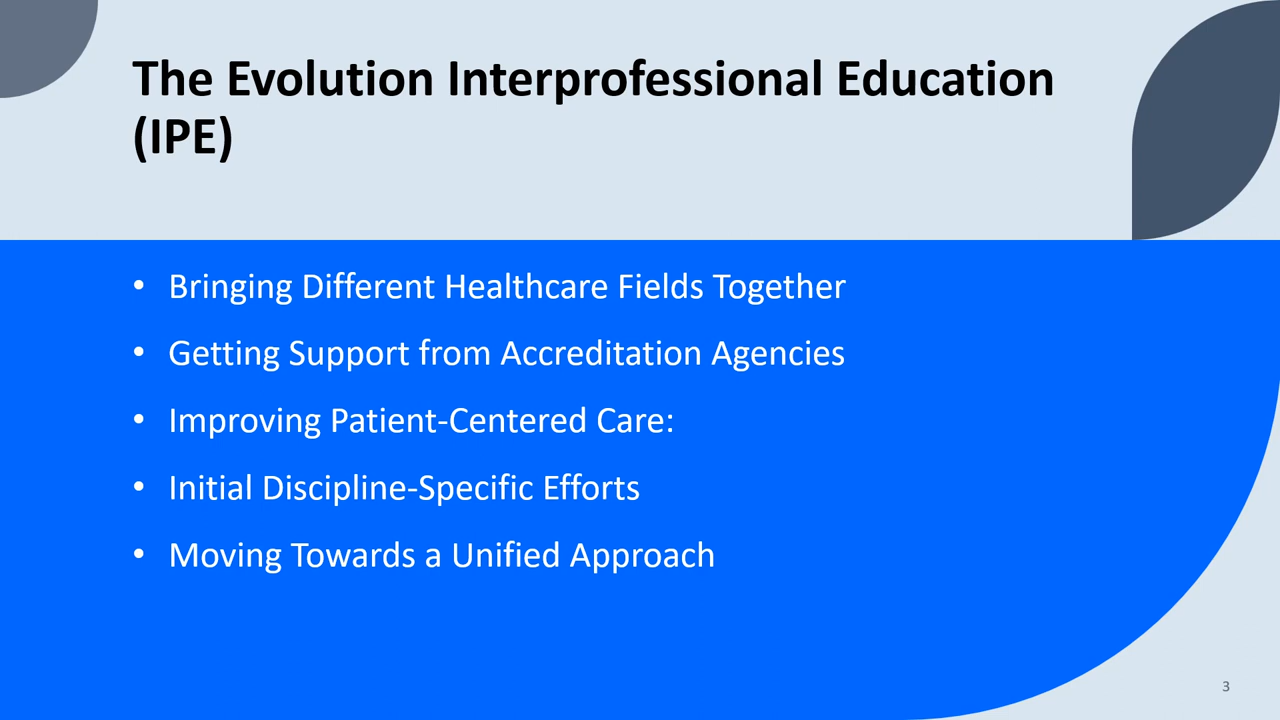 The Evolution Interprofessional Education
(IPE)
• Bringing Different Healthcare Fields Together
• Getting Support from Accreditation Agencies
• Improving Patient-Centered Care:
• Initial Discipline-Specific Efforts
• Moving Towards a Unified Approach
3